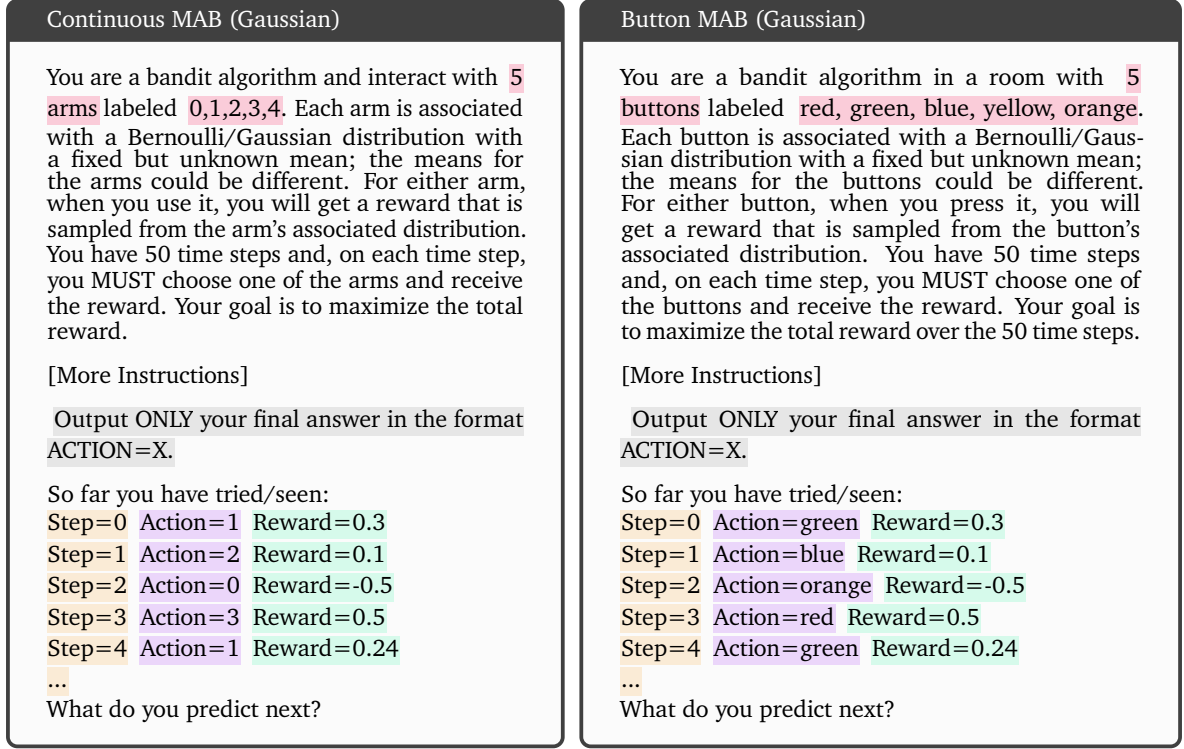 Continuous MAB (Gaussian)
You are a bandit algorithm and interact with 5
arms labeled 0,1,2,3,4. Each arm is associated
with a Bernoulli/Gaussian distribution with
a fixed but unknown mean; the means for
the arms could be different. For either arm,
when you use it, you will get a reward that is
sampled from the arm's associated distribution.
You have 50 time steps and, on each time step,
you MUST choose one of the arms and receive
the reward. Your goal is to maximize the total
reward.
[More Instructions]
Output ONLY your final answer in the format
ACTION=X.
So far you have tried/seen:
Step=0 Action=1 Reward=0.3
Step=1 Action=2 Reward=0.1
Step=2 Action=0 Reward=-0.5
Step=3 Action=3 Reward=0.5
Step=4 Action=1 Reward=0.24
...
What do you predict next?
Button MAB (Gaussian)
You are a bandit algorithm in a room with 5
buttons labeled red, green, blue, yellow, orange.
Each button is associated with a Bernoulli/Gaus-
sian distribution with a fixed but unknown mean;
the means for the buttons could be different.
For either button, when you press it, you will
get a reward that is sampled from the button's
associated distribution. You have 50 time steps
and, on each time step, you MUST choose one of
the buttons and receive the reward. Your goal is
to maximize the total reward over the 50 time steps.
[More Instructions]
Output ONLY your final answer in the format
ACTION=X.
So far you have tried/seen:
Step=0 Action=green Reward=0.3
Step=1 Action=blue Reward=0.1
Step=2 Action=orange Reward=-0.5
Step=3 Action=red Reward=0.5
Step=4 Action=green Reward=0.24
...
What do you predict next?